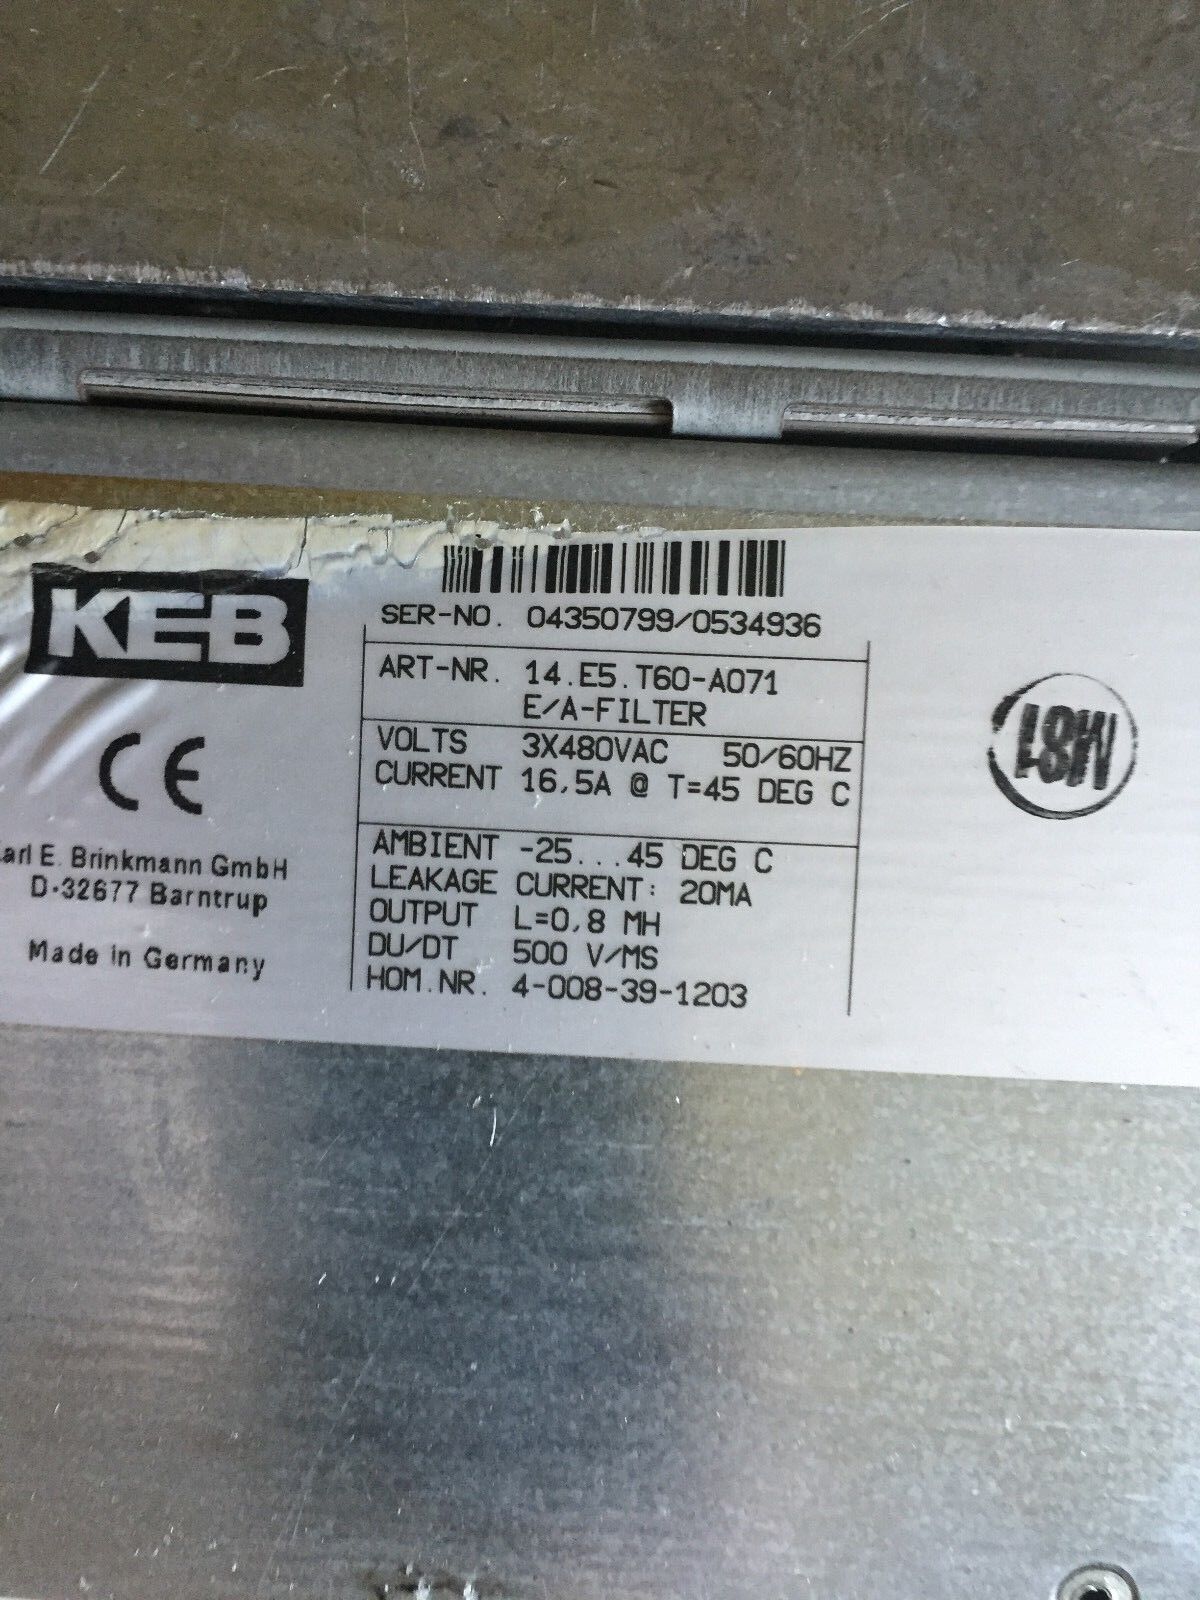 KEB
SER-NO. 04350799/0534936
ART-NR. 14.E5.T60-A071
E/A-FILTER
VOLTS 3X480VAC 50/60HZ
CURRENT 16,5A @ T=45 DEG C
AMBIENT -25...45 DEG C
LEAKAGE CURRENT: 20MA
OUTPUT L=0,8 MH
DU/DT 500 V/MS
HOM.NR. 4-008-39-1203
CE
arl E. Brinkmann GmbH
D-32677 Barntrup
Made in Germany